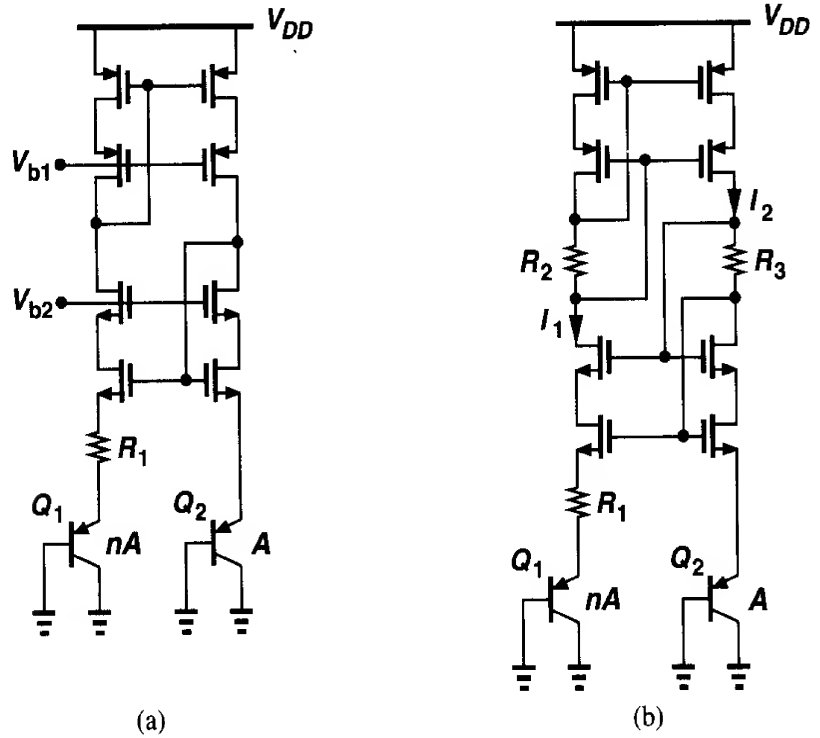 V_DD
V_b1
V_b2
R_1
Q_1
nA
Q_2
A
(a)
V_DD
I_2
R_2
R_3
I_1
R_1
Q_1
nA
Q_2
A
(b)